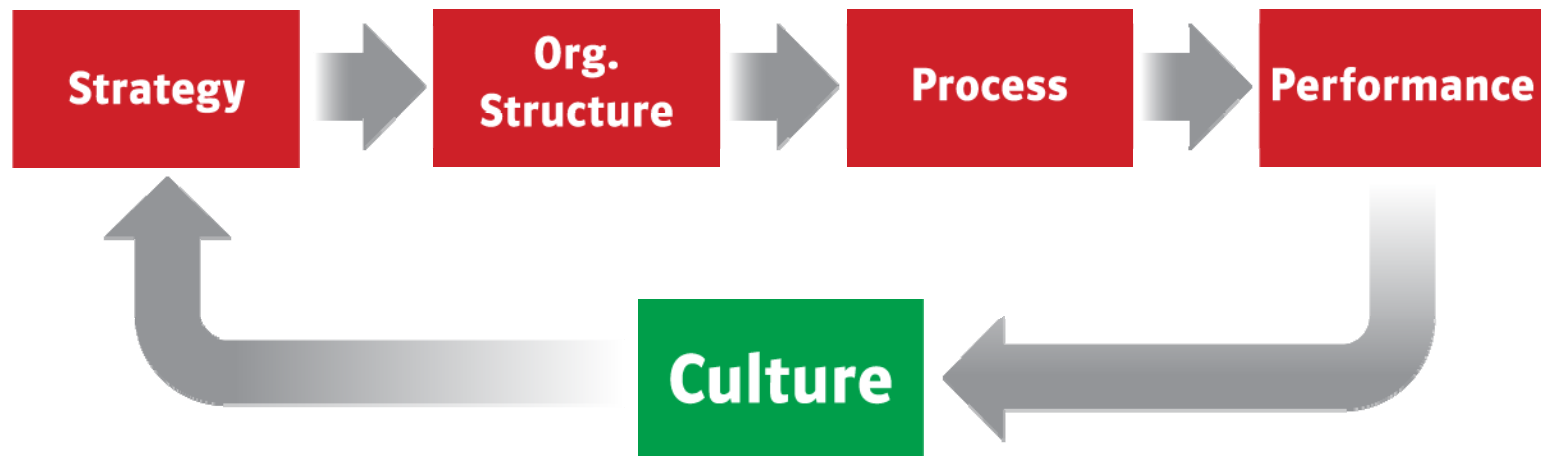 Strategy
Org.
Structure
Process
Performance
Culture